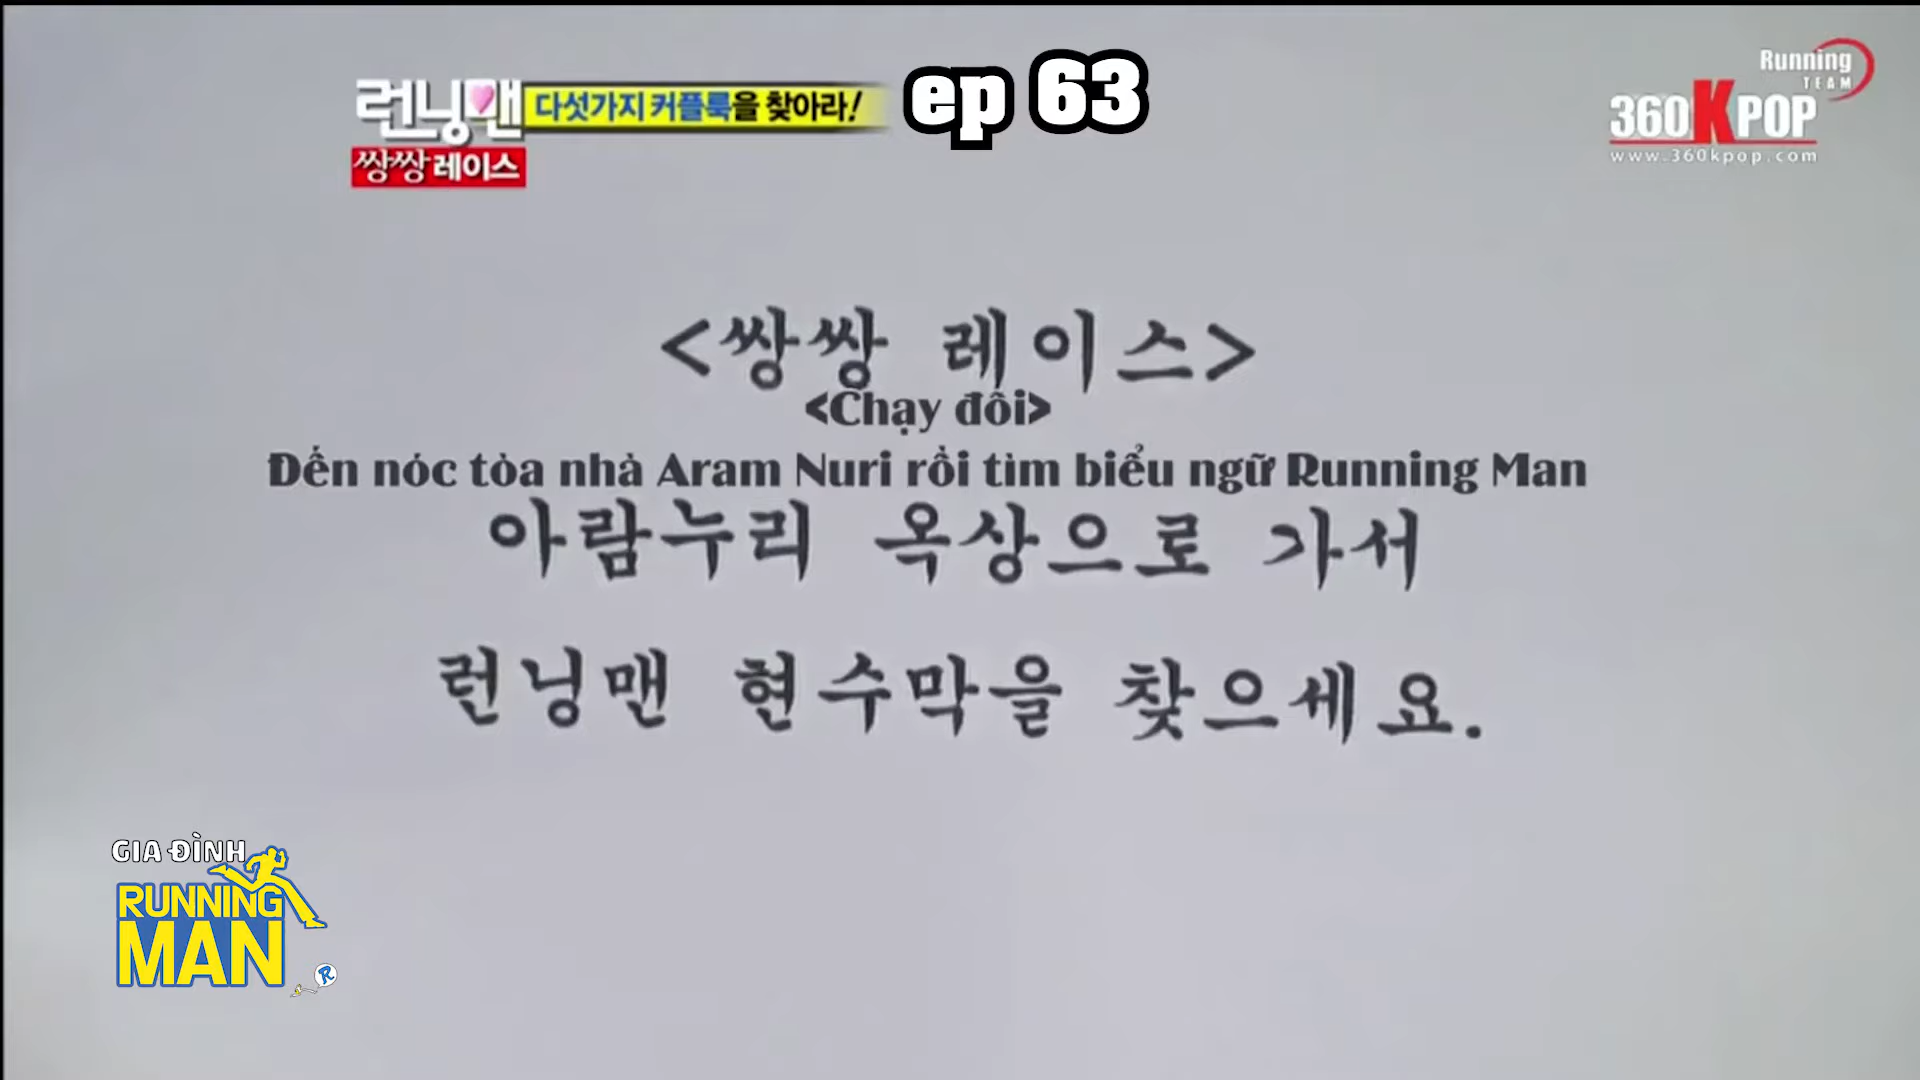 런닝맨 다섯가지 커플룩을 찾아라! ep 63
쌍쌍 레이스
Running
TEAM
360KPOP
www.360kpop.com
<쌍쌍 레이스>
<Chạy đôi>
Đến nóc tòa nhà Aram Nuri rồi tìm biểu ngữ Running Man
아람누리 옥상으로 가서
런닝맨 현수막을 찾으세요.
GIA ĐÌNH
RUNNING
MAN
R